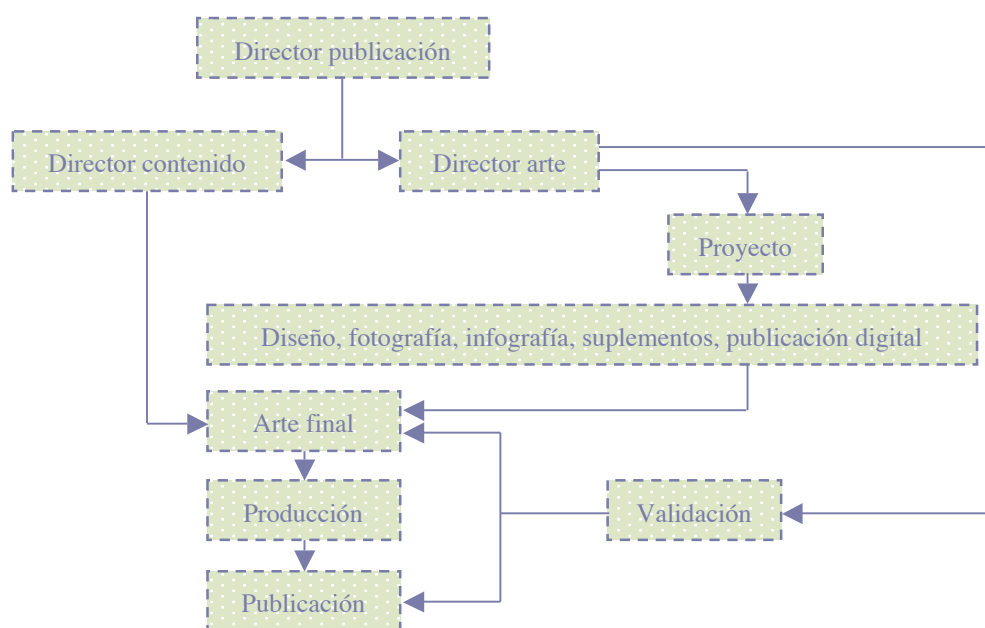 Director publicación
Director contenido
Director arte
Proyecto
Diseño, fotografía, infografía, suplementos, publicación digital
Arte final
Producción
Validación
Publicación